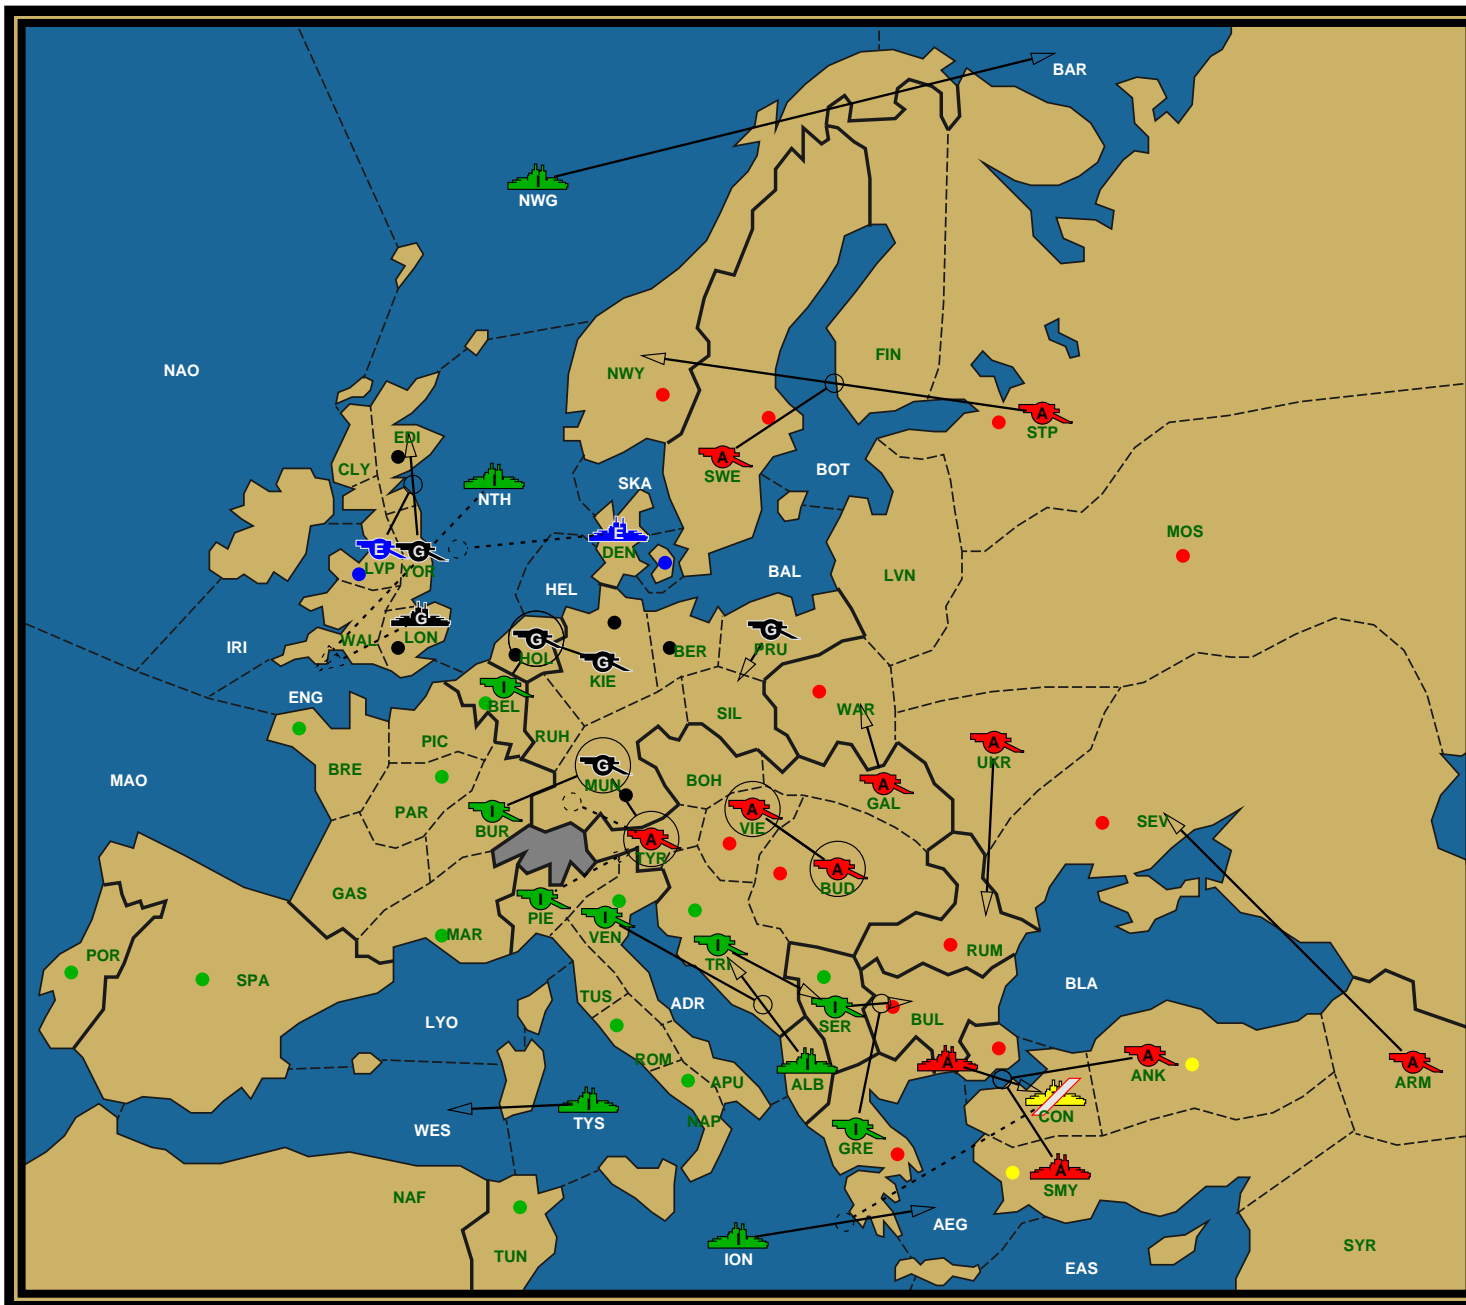 BAR
NWG
NAO
FIN
NWY
A
STP
EDI
CLY
A
SWE
BOT
SKA
I
NTH
MOS
E
LVP
G
YOR
E
DEN
BAL
LVN
HEL
G
LON
WAL
IRI
G
HOL
G
KIE
BER
G
PRU
ENG
I
BEL
SIL
WAR
RUH
PIC
A
UKR
BRE
G
MUN
BOH
A
GAL
MAO
PAR
I
BUR
A
VIE
SEV
A
TYR
A
BUD
GAS
I
PIE
I
VEN
MAR
I
TRI
RUM
POR
SPA
BLA
TUS
ADR
I
SER
BUL
LYO
ROM
APU
I
ALB
A
A
ANK
A
ARM
CON
I
TYS
WES
NAP
I
GRE
A
SMY
NAF
AEG
I
ION
TUN
EAS
SYR